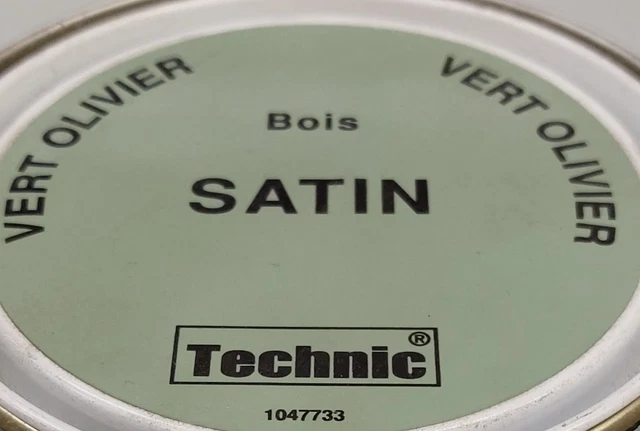 VERT OLIVIER
VERT OLIVIER
Bois
SATIN
Technic®
1047733